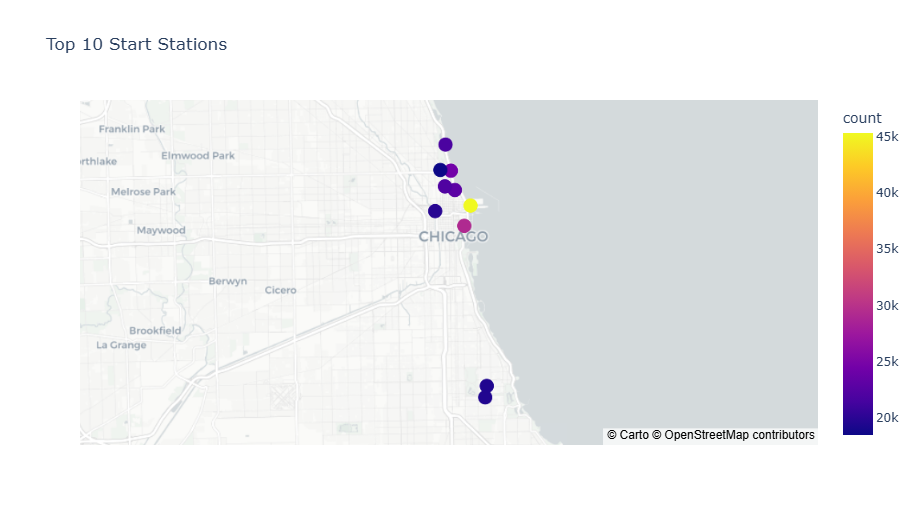 Top 10 Start Stations
count
45k
40k
35k
30k
25k
20k
Franklin Park
Elmwood Park
rthlake
Melrose Park
Maywood
CHICAGO
Berwyn
Cicero
Brookfield
La Grange
© Carto © OpenStreetMap contributors